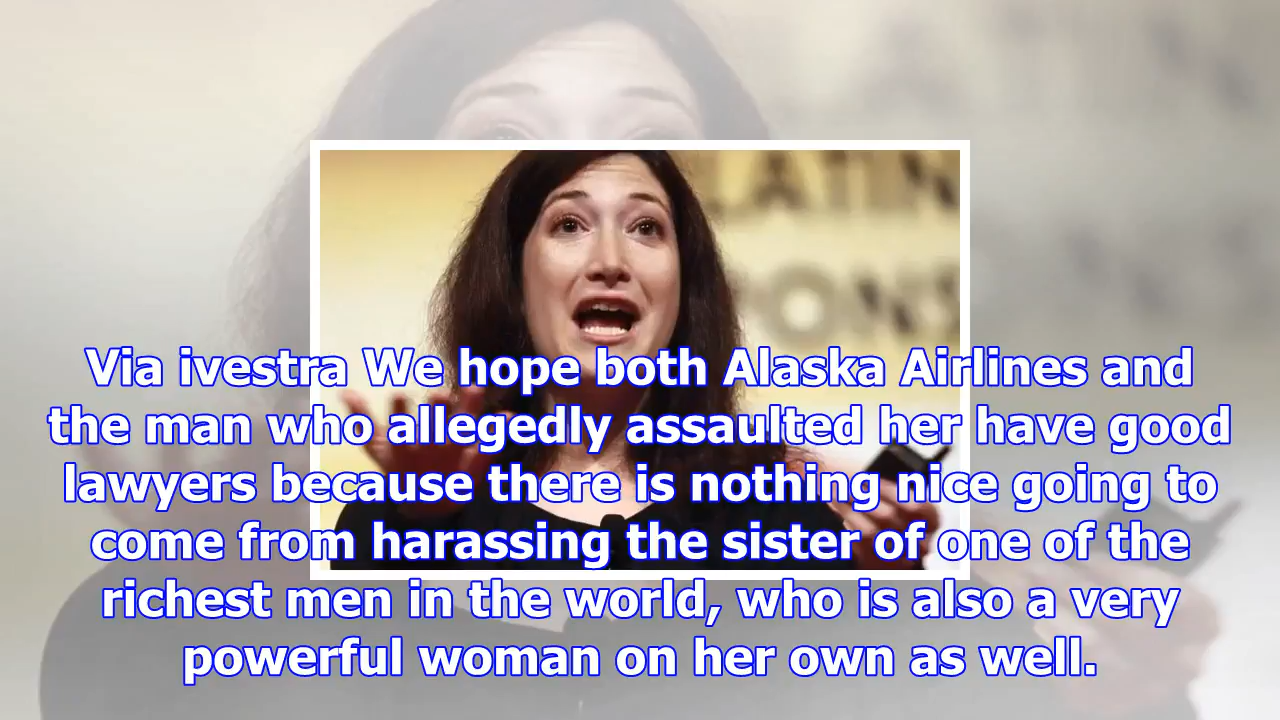 LATIN
Via ivestra We hope both Alaska Airlines and
the man who allegedly assaulted her have good
lawyers because there is nothing nice going to
come from harassing the sister of one of the
richest men in the world, who is also a very
powerful woman on her own as well.